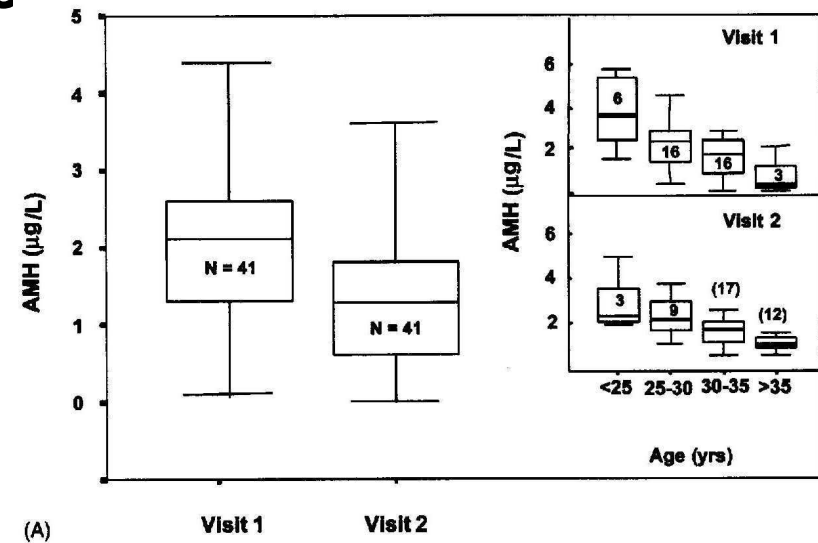 5
4
3
2
1
0
AMH (µg/L)
N = 41
N = 41
Visit 1
Visit 2
(A)
Visit 1
6
4
2
6
16
16
3
AMH (µg/L)
Visit 2
6
4
2
3
9
(17)
(12)
<25 25-30 30-35 >35
Age (yrs)